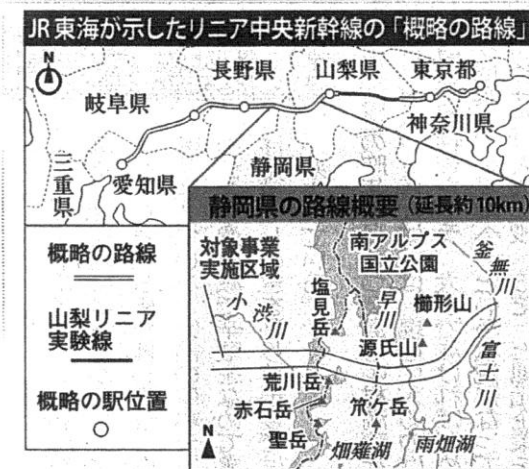 JR東海が示したリニア中央新幹線の「概略の路線」
N
長野県
山梨県
東京都
岐阜県
神奈川県
三重県
愛知県
静岡県
静岡県の路線概要（延長約10km）
概略の路線
山梨リニア
実験線
概略の駅位置
対象事業
実施区域
南アルプス
国立公園
釜無川
小渋川
塩見岳
早川
櫛形山
源氏山
富士川
荒川岳
赤石岳
笊ケ岳
聖岳
畑薙湖
雨畑湖
N